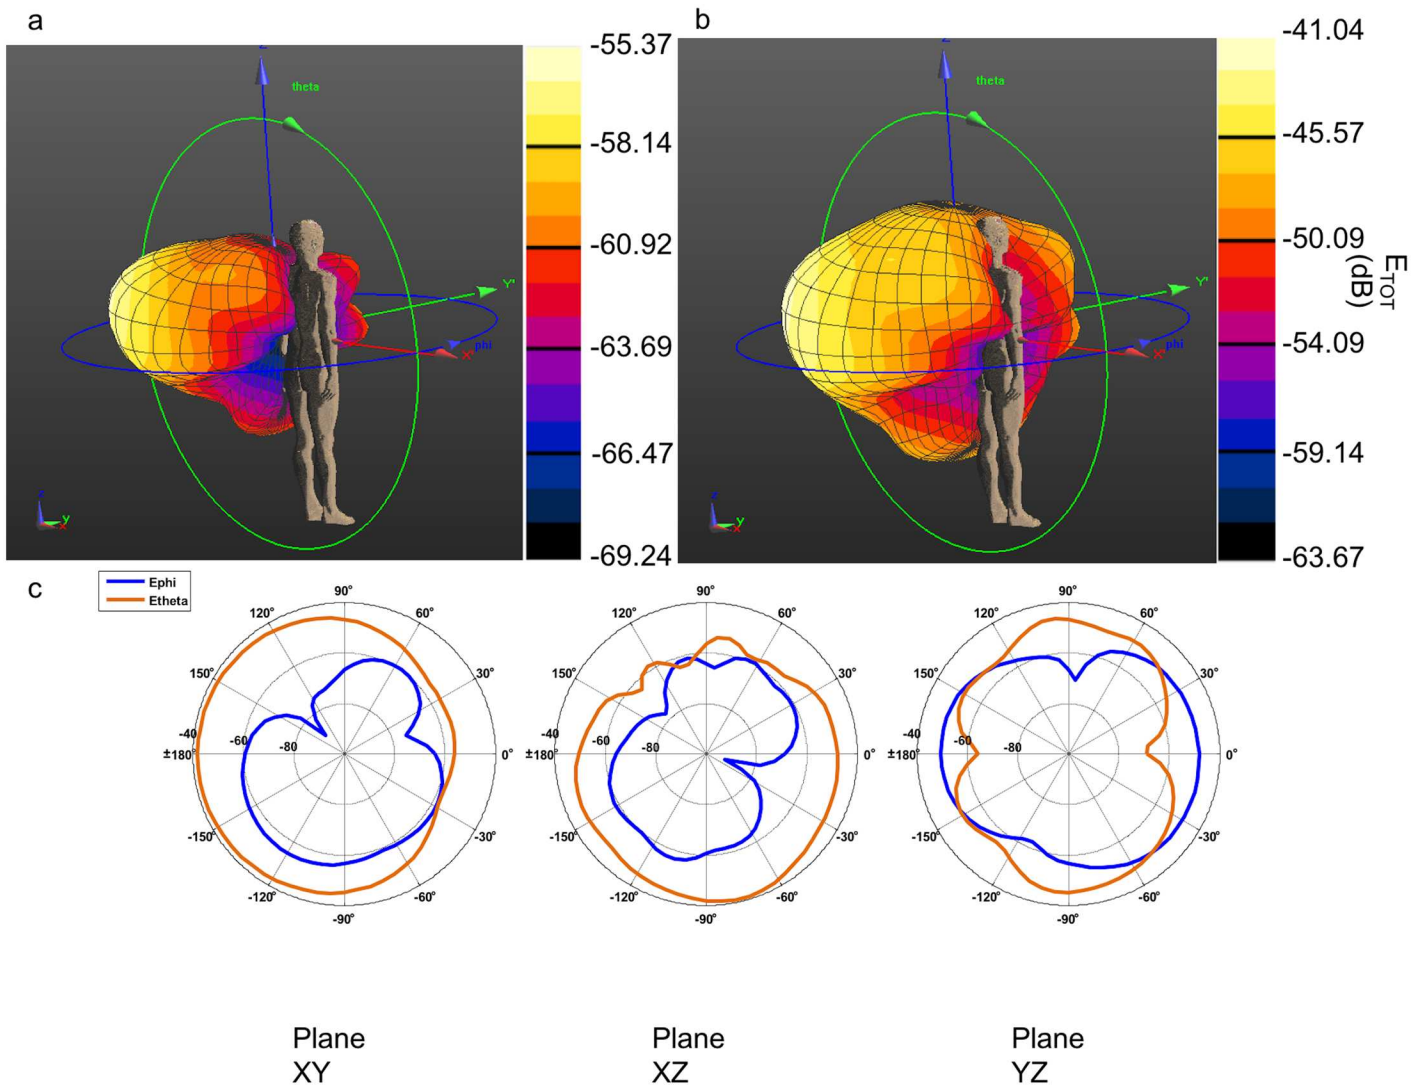 a
b
Z
theta
Y'
X'
phi
z
y
x
-55.37
-58.14
-60.92
-63.69
-66.47
-69.24
Z
theta
Y'
X'
phi
z
y
x
-41.04
-45.57
-50.09
-54.09
-59.14
-63.67
E_TOT
(dB)
c
Ephi
Etheta
90°
120°
60°
150°
30°
-40
-60
-80
±180°
0°
-150°
-30°
-120°
-60°
-90°
90°
120°
60°
150°
30°
-40
-60
-80
±180°
0°
-150°
-30°
-120°
-60°
-90°
90°
120°
60°
150°
30°
-40
-60
-80
±180°
0°
-150°
-30°
-120°
-60°
-90°
Plane
XY
Plane
XZ
Plane
YZ